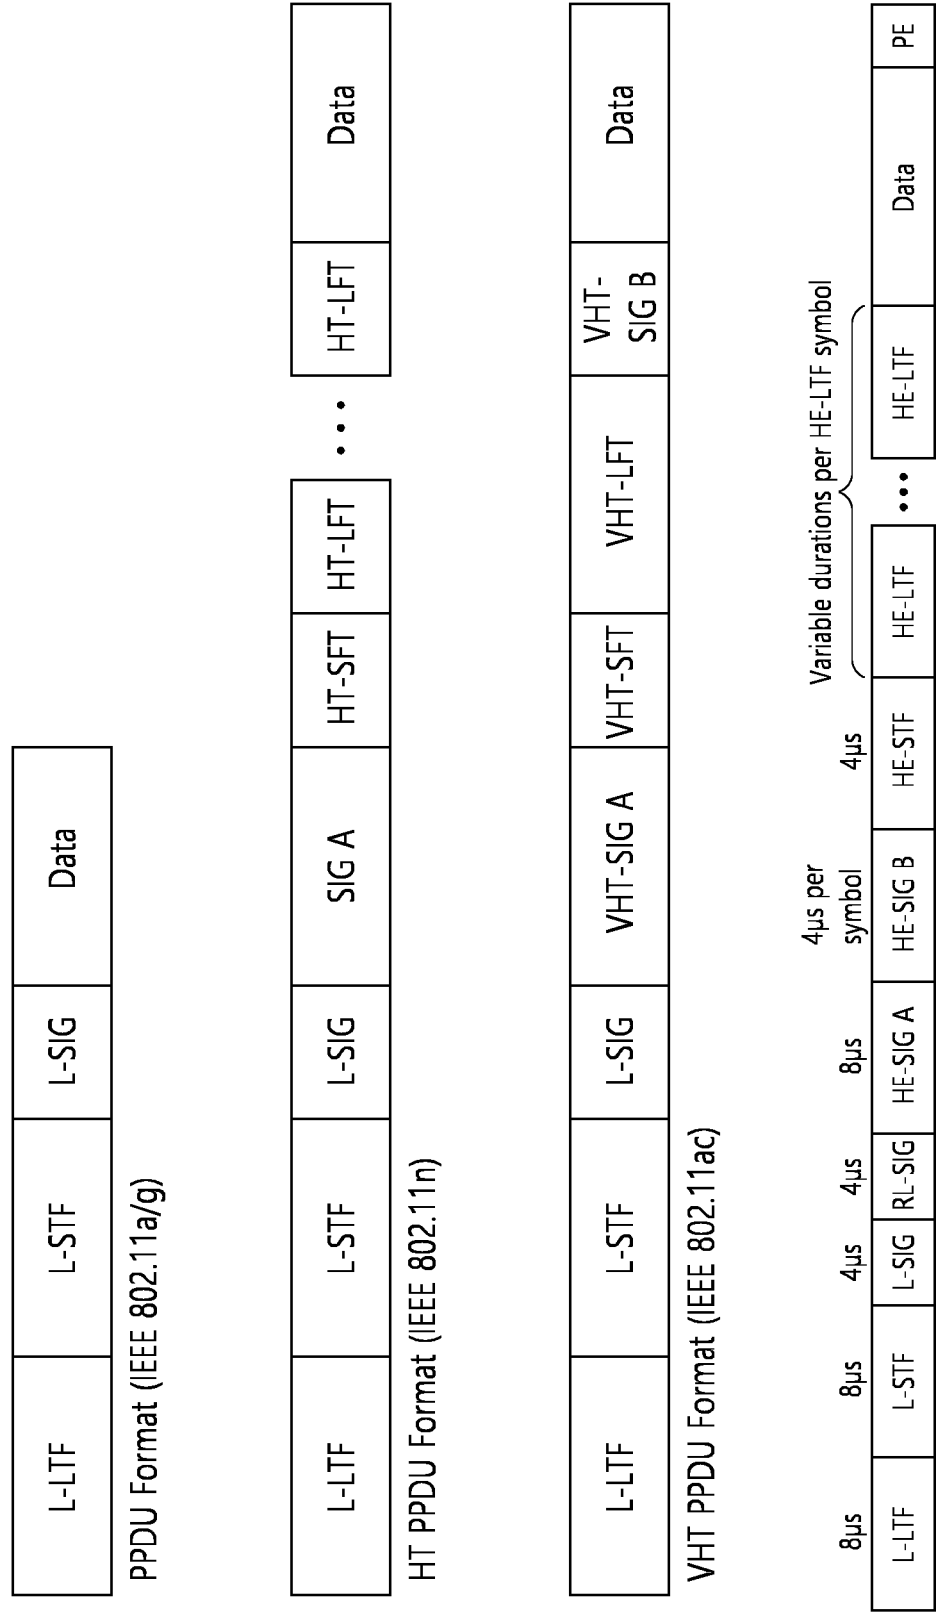 L-LTF
L-STF
L-SIG
Data
PPDU Format (IEEE 802.11a/g)
L-LTF
L-STF
L-SIG
SIG A
HT-SFT
HT-LFT
...
HT-LFT
Data
HT PPDU Format (IEEE 802.11n)
L-LTF
L-STF
L-SIG
VHT-SIG A
VHT-SFT
VHT-LFT
VHT-
SIG B
Data
VHT PPDU Format (IEEE 802.11ac)
8µs
8µs
4µs
4µs
8µs
4µs per
symbol
4µs
Variable durations per HE-LTF symbol
L-LTF
L-STF
L-SIG
RL-SIG
HE-SIG A
HE-SIG B
HE-STF
HE-LTF
...
HE-LTF
Data
PE